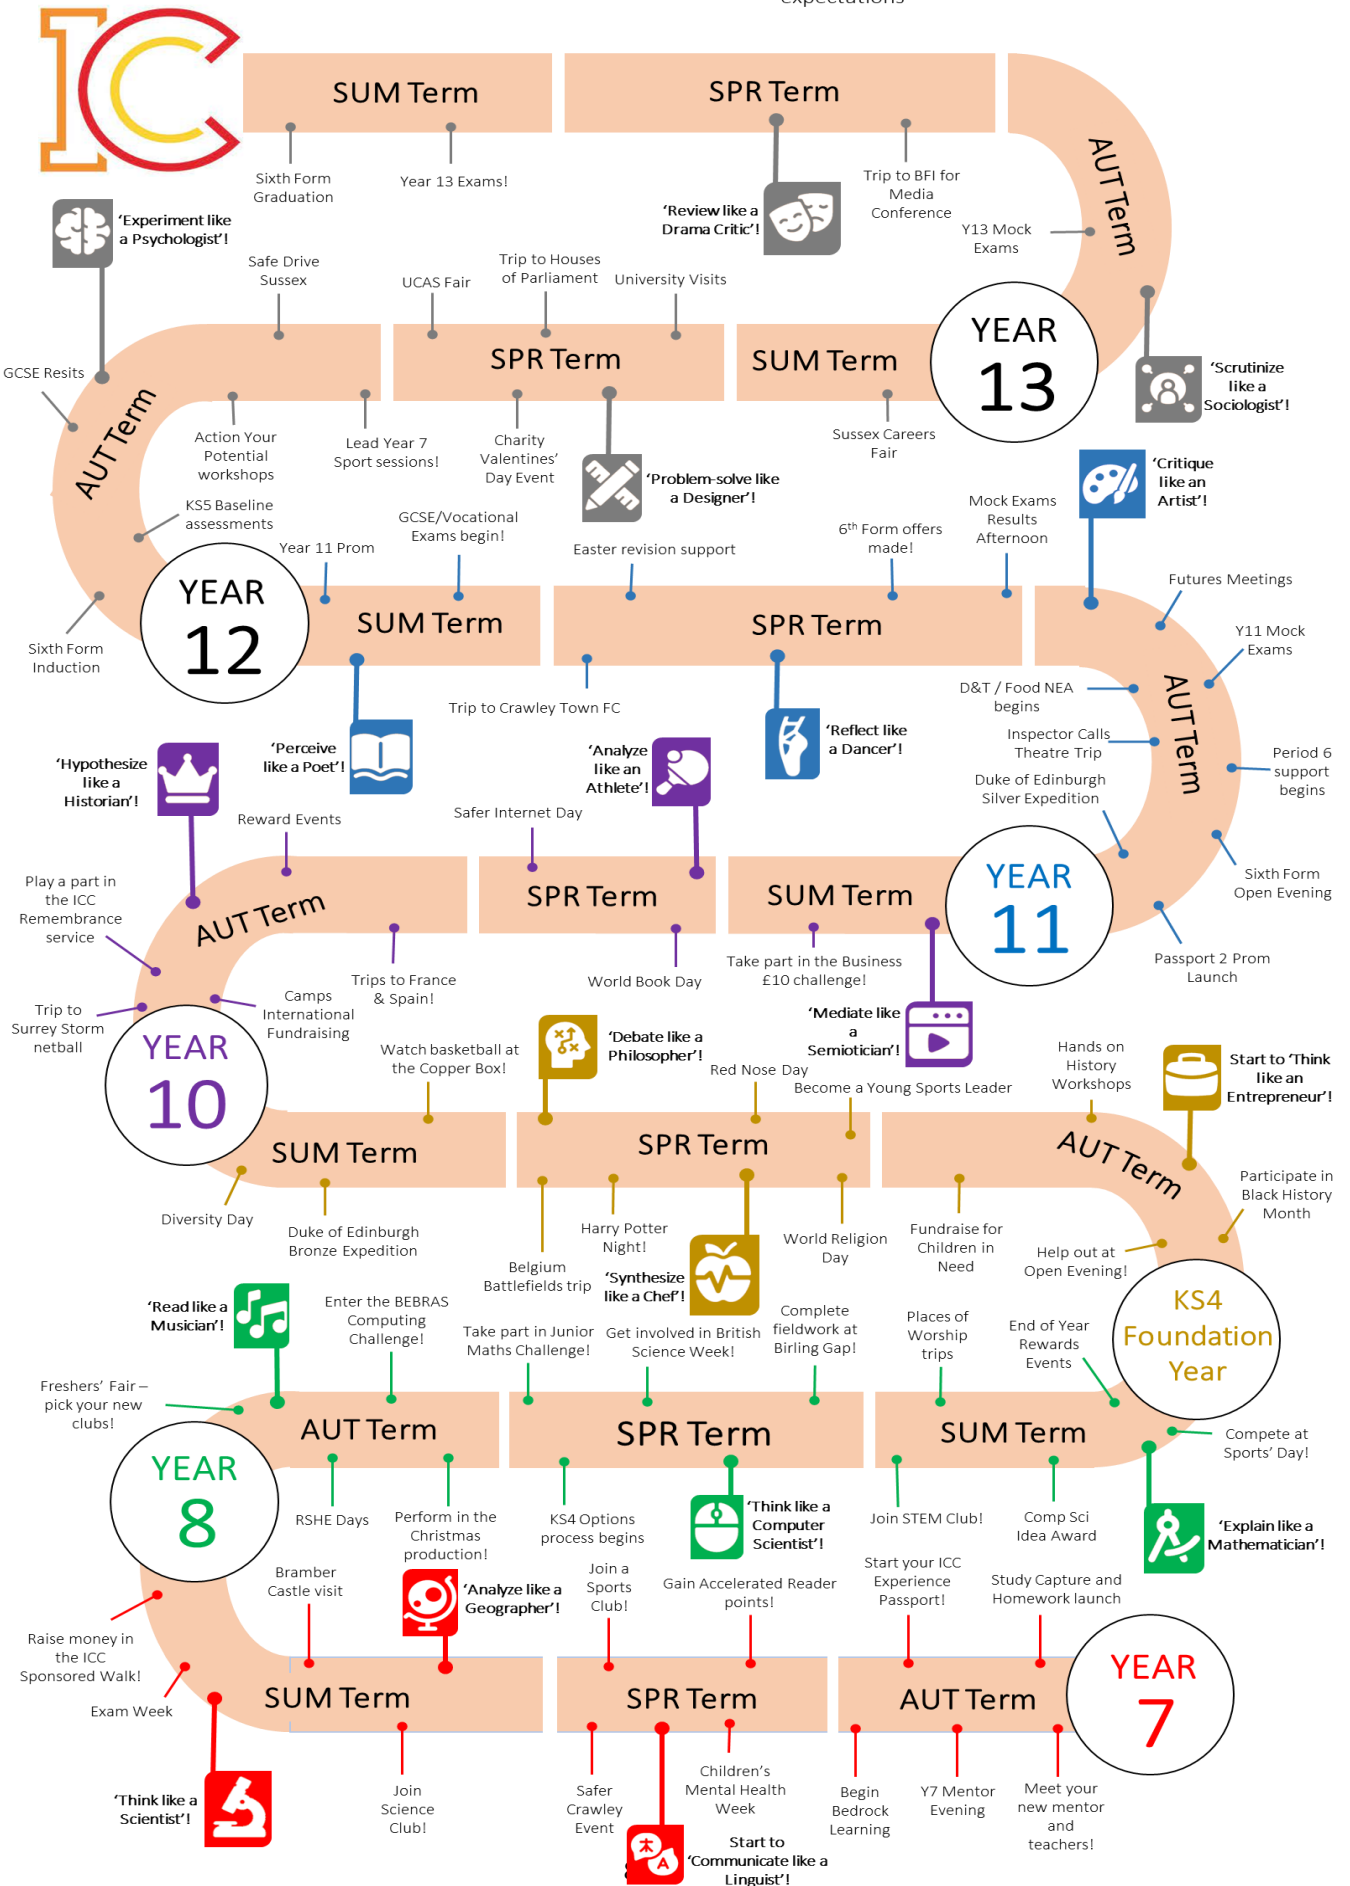 expectations
IC
SUM Term
SPR Term
AUT Term
Sixth Form
Graduation
Year 13 Exams!
‘Review like a
Drama Critic’!
Trip to BFI for
Media
Conference
Y13 Mock
Exams
‘Experiment like
a Psychologist’!
Safe Drive
Sussex
UCAS Fair
Trip to Houses
of Parliament
University Visits
YEAR
13
‘Scrutinize
like a
Sociologist’!
GCSE Resits
AUT Term
SPR Term
SUM Term
Action Your
Potential
workshops
Lead Year 7
Sport sessions!
Charity
Valentines’
Day Event
‘Problem-solve like
a Designer’!
Sussex Careers
Fair
‘Critique
like an
Artist’!
KS5 Baseline
assessments
Sixth Form
Induction
YEAR
12
Year 11 Prom
GCSE/Vocational
Exams begin!
Easter revision support
6th Form offers
made!
Mock Exams
Results
Afternoon
Futures Meetings
Y11 Mock
Exams
SUM Term
SPR Term
AUT Term
Trip to Crawley Town FC
D&T / Food NEA
begins
Inspector Calls
Theatre Trip
Duke of Edinburgh
Silver Expedition
Period 6
support
begins
Sixth Form
Open Evening
Passport 2 Prom
Launch
‘Perceive
like a Poet’!
‘Reflect like
a Dancer’!
YEAR
11
‘Hypothesize
like a
Historian’!
Reward Events
Safer Internet Day
‘Analyze
like an
Athlete’!
Play a part in
the ICC
Remembrance
service
AUT Term
SPR Term
SUM Term
Trip to
Surrey Storm
netball
Camps
International
Fundraising
Trips to France
& Spain!
World Book Day
Take part in the Business
£10 challenge!
‘Mediate like
a
Semiotician’!
YEAR
10
Watch basketball at
the Copper Box!
‘Debate like a
Philosopher’!
Red Nose Day
Become a Young Sports Leader
Hands on
History
Workshops
Start to ‘Think
like an
Entrepreneur’!
SUM Term
SPR Term
AUT Term
Diversity Day
Duke of Edinburgh
Bronze Expedition
Belgium
Battlefields trip
Harry Potter
Night!
‘Synthesize
like a Chef’!
World Religion
Day
Fundraise for
Children in
Need
Help out at
Open Evening!
Participate in
Black History
Month
KS4
Foundation
Year
‘Read like a
Musician’!
Enter the BEBRAS
Computing
Challenge!
Take part in Junior
Maths Challenge!
Get involved in British
Science Week!
Complete
fieldwork at
Birling Gap!
Places of
Worship
trips
End of Year
Rewards
Events
Freshers’ Fair –
pick your new
clubs!
AUT Term
SPR Term
SUM Term
Compete at
Sports’ Day!
YEAR
8
RSHE Days
Perform in the
Christmas
production!
KS4 Options
process begins
‘Think like a
Computer
Scientist’!
Join STEM Club!
Comp Sci
Idea Award
‘Explain like a
Mathematician’!
Bramber
Castle visit
‘Analyze like a
Geographer’!
Join a
Sports
Club!
Gain Accelerated Reader
points!
Start your ICC
Experience
Passport!
Study Capture and
Homework launch
Raise money in
the ICC
Sponsored Walk!
Exam Week
SUM Term
SPR Term
AUT Term
YEAR
7
‘Think like a
Scientist’!
Join
Science
Club!
Safer
Crawley
Event
Children’s
Mental Health
Week
Start to
‘Communicate like a
Linguist’!
Begin
Bedrock
Learning
Y7 Mentor
Evening
Meet your
new mentor
and
teachers!